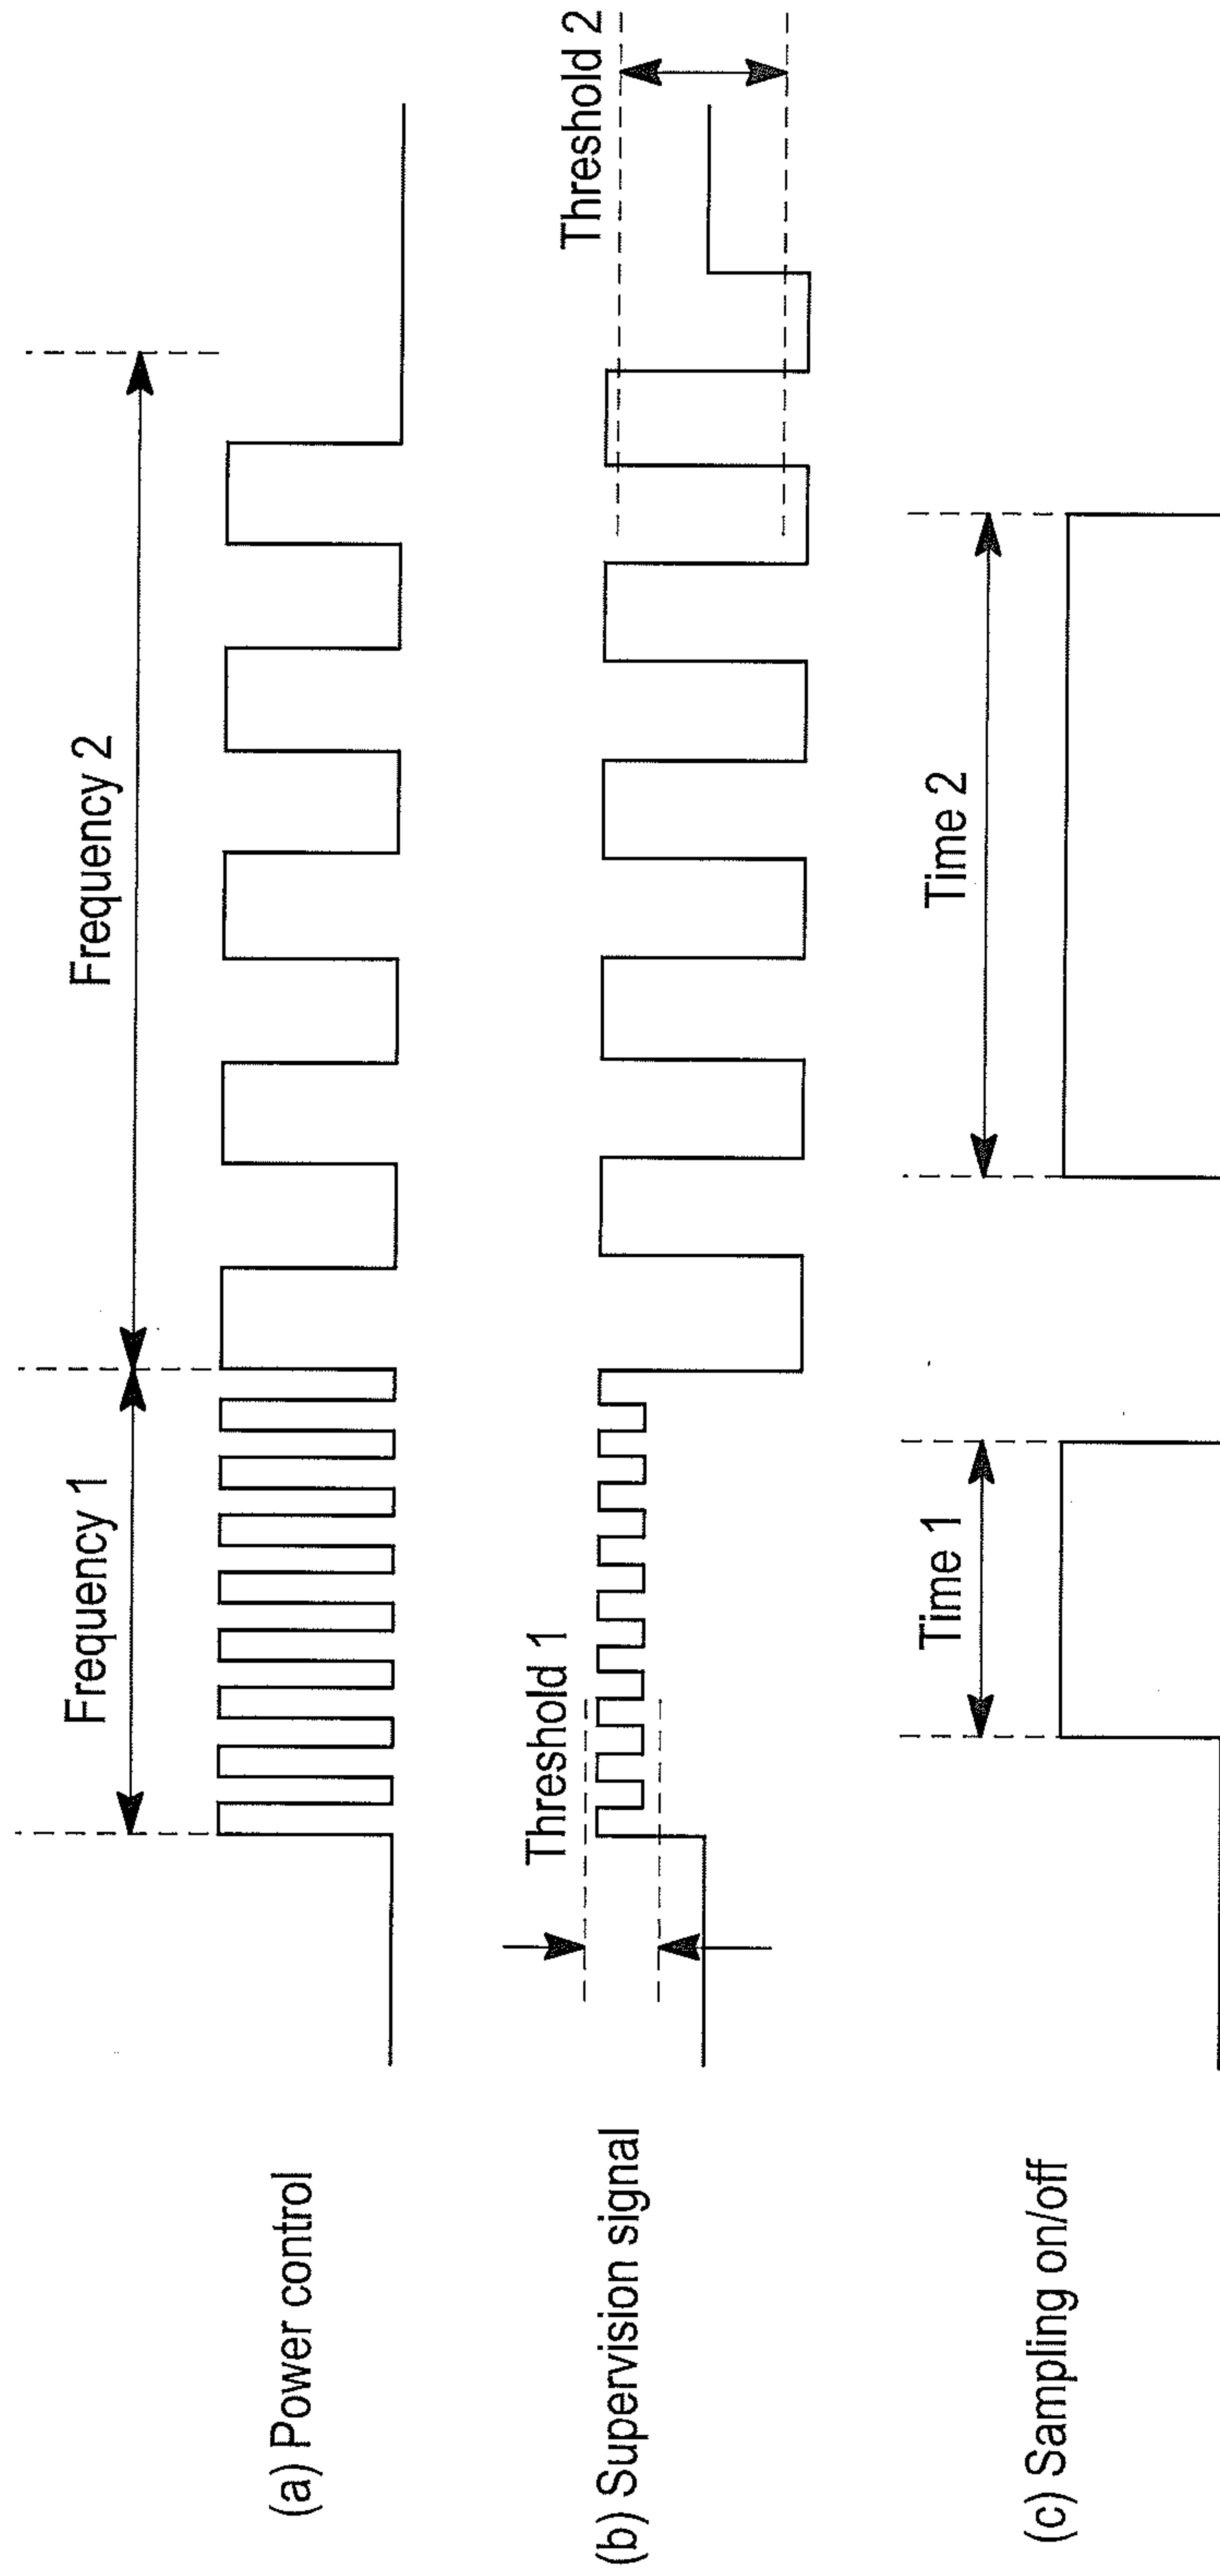 Frequency 1
Frequency 2
(a) Power control
Threshold 1
Threshold 2
(b) Supervision signal
Time 1
Time 2
(c) Sampling on/off